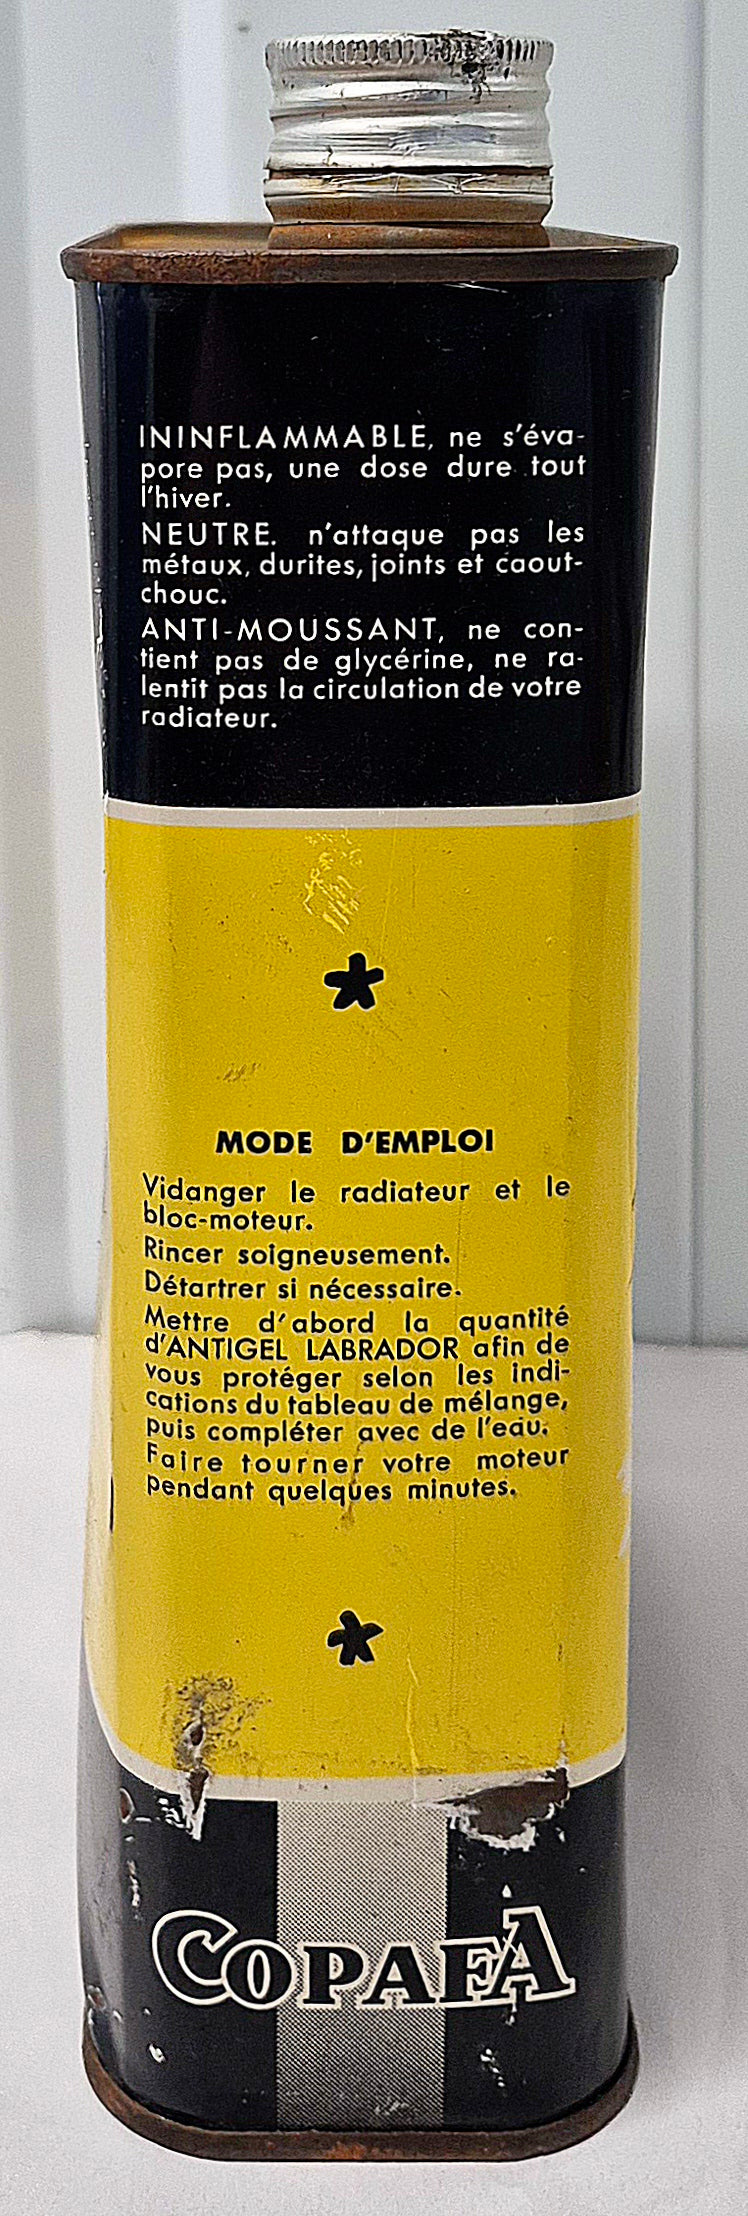 ININFLAMMABLE, ne s'éva-
pore pas, une dose dure tout
l'hiver.
NEUTRE. n'attaque pas les
métaux, durites, joints et caout-
chouc.
ANTI-MOUSSANT, ne con-
tient pas de glycérine, ne ra-
lentit pas la circulation de votre
radiateur.
MODE D'EMPLOI
Vidanger le radiateur et le
bloc-moteur.
Rincer soigneusement.
Détartrer si nécessaire.
Mettre d'abord la quantité
d'ANTIGEL LABRADOR afin de
vous protéger selon les indi-
cations du tableau de mélange,
puis compléter avec de l'eau.
Faire tourner votre moteur
pendant quelques minutes.
COPAFA